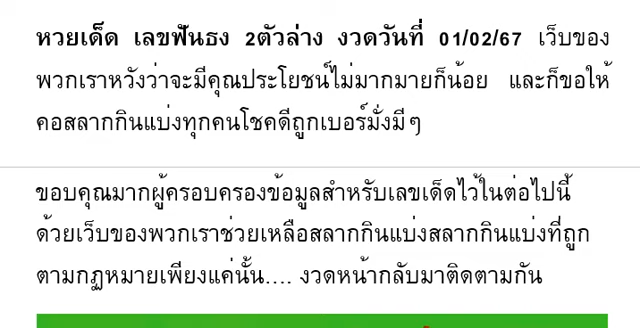 หวยเด็ด เลขฟันธง 2ตัวล่าง งวดวันที่ 01/02/67 เว็บของ
พวกเราหวังว่าจะมีคุณประโยชน์ไม่มากมายก็น้อย และก็ขอให้
คอสลากกินแบ่งทุกคนโชคดีถูกเบอร์มั่งมีๆ
ขอบคุณมากผู้ครอบครองข้อมูลสำหรับเลขเด็ดไว้ในต่อไปนี้
ด้วยเว็บของพวกเราช่วยเหลือสลากกินแบ่งสลากกินแบ่งที่ถูก
ตามกฏหมายเพียงแค่นั้น.... งวดหน้ากลับมาติดตามกัน